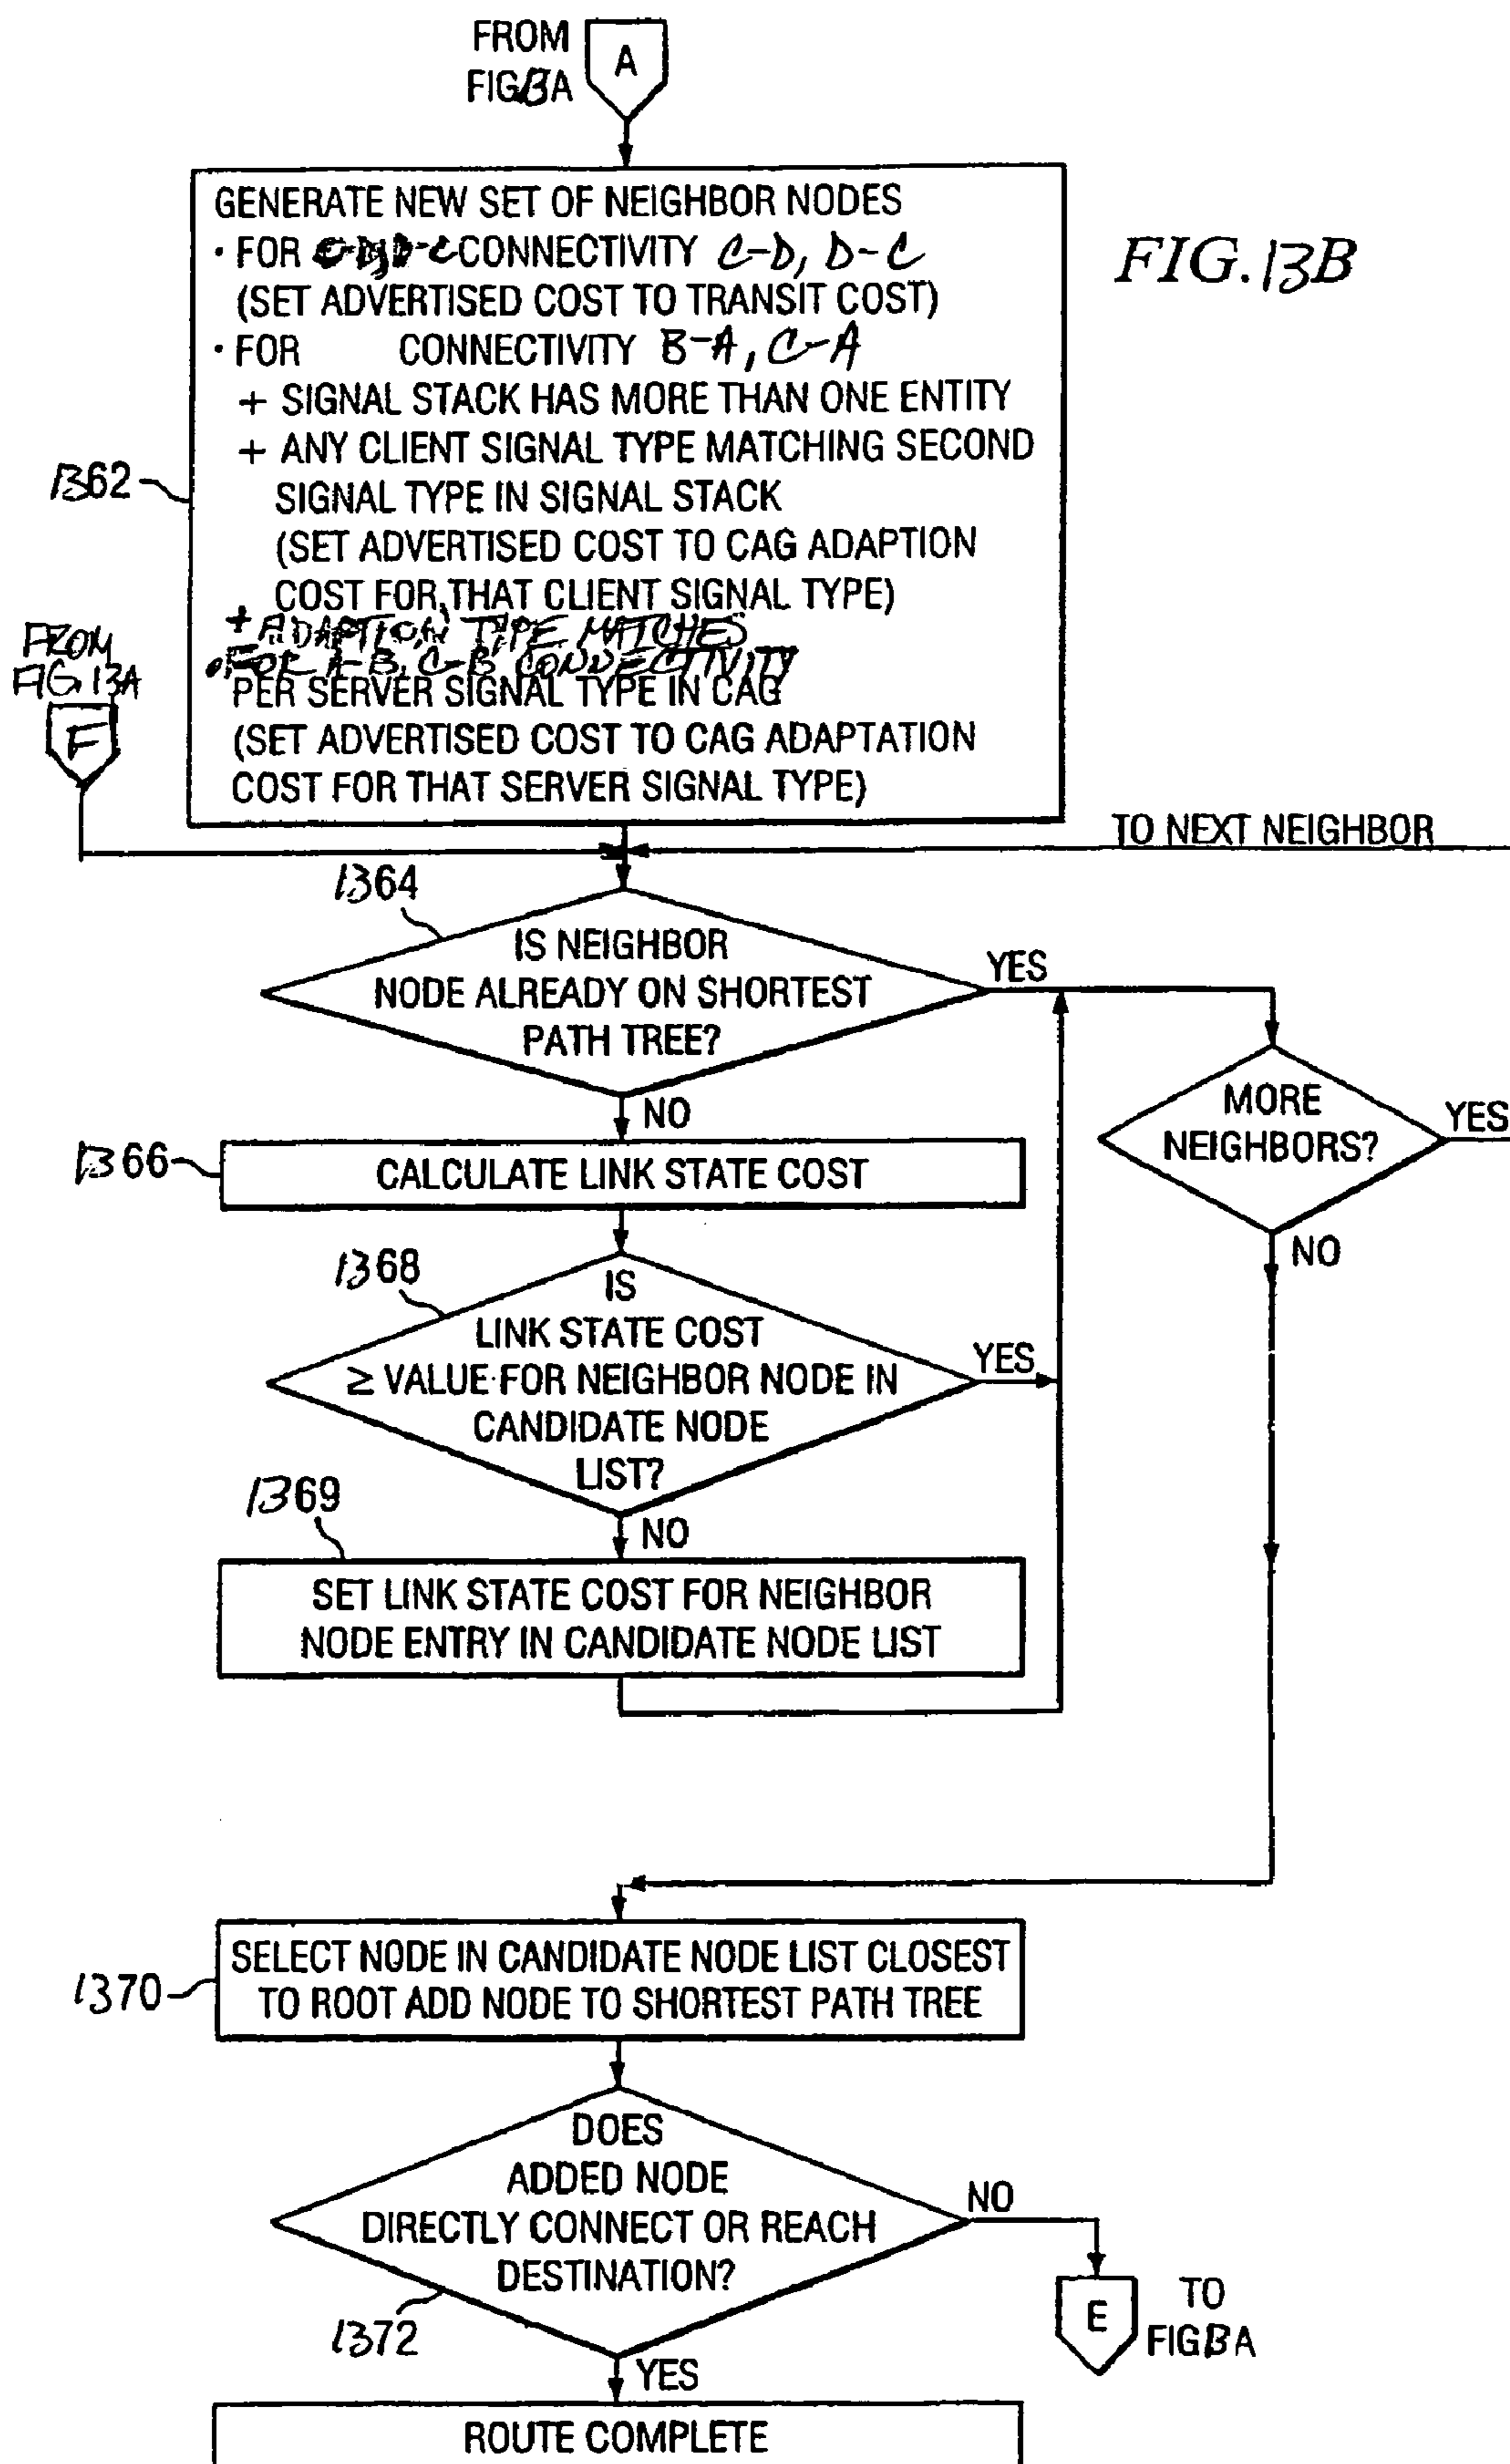 FROM
FIG 13A
A
FIG. 13B
GENERATE NEW SET OF NEIGHBOR NODES
· FOR CONNECTIVITY C-D, D-C
(SET ADVERTISED COST TO TRANSIT COST)
· FOR CONNECTIVITY B-A, C-A
+ SIGNAL STACK HAS MORE THAN ONE ENTITY
+ ANY CLIENT SIGNAL TYPE MATCHING SECOND
SIGNAL TYPE IN SIGNAL STACK
(SET ADVERTISED COST TO CAG ADAPTION
COST FOR THAT CLIENT SIGNAL TYPE)
+ ADAPTION TYPE MATCHES
· FOR A-B, C-B CONNECTIVITY
PER SERVER SIGNAL TYPE IN CAG
(SET ADVERTISED COST TO CAG ADAPTATION
COST FOR THAT SERVER SIGNAL TYPE)
1362
FROM
FIG. 13A
F
TO NEXT NEIGHBOR
1364
IS NEIGHBOR
NODE ALREADY ON SHORTEST
PATH TREE?
YES
NO
MORE
NEIGHBORS?
YES
NO
1366
CALCULATE LINK STATE COST
1368
IS
LINK STATE COST
≥ VALUE FOR NEIGHBOR NODE IN
CANDIDATE NODE
LIST?
YES
NO
1369
SET LINK STATE COST FOR NEIGHBOR
NODE ENTRY IN CANDIDATE NODE LIST
1370
SELECT NODE IN CANDIDATE NODE LIST CLOSEST
TO ROOT ADD NODE TO SHORTEST PATH TREE
DOES
ADDED NODE
DIRECTLY CONNECT OR REACH
DESTINATION?
1372
NO
E
TO
FIG 13A
YES
ROUTE COMPLETE